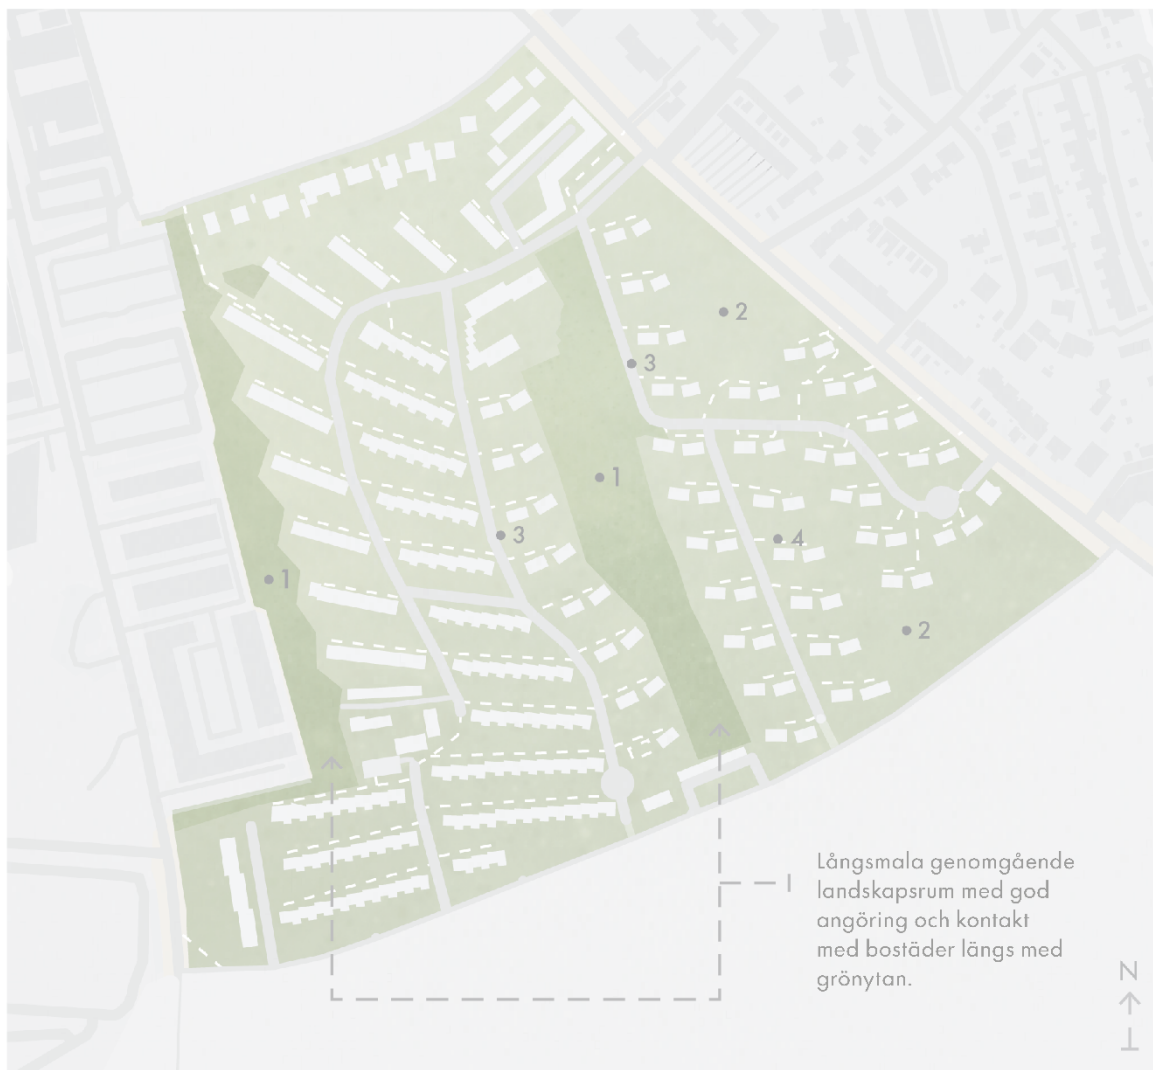 2
3
1
3
4
1
2
Långsmala genomgående
landskapsrum med god
angöring och kontakt
med bostäder längs med
grönytan.
N